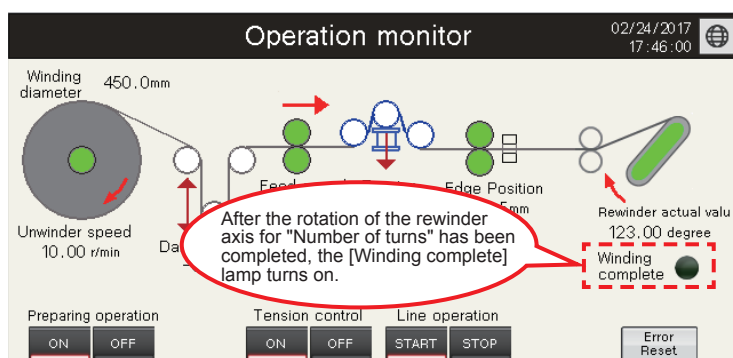 Operation monitor
02/24/2017
17:46:00
Winding
diameter
450.0mm
Edge Position
5mm
Unwinder speed
10.00 r/min
Da
After the rotation of the rewinder
axis for "Number of turns" has been
completed, the [Winding complete]
lamp turns on.
Rewinder actual valu
123.00 degree
Winding
complete
Preparing operation
ON
OFF
Tension control
ON
OFF
Line operation
START
STOP
Error
Reset